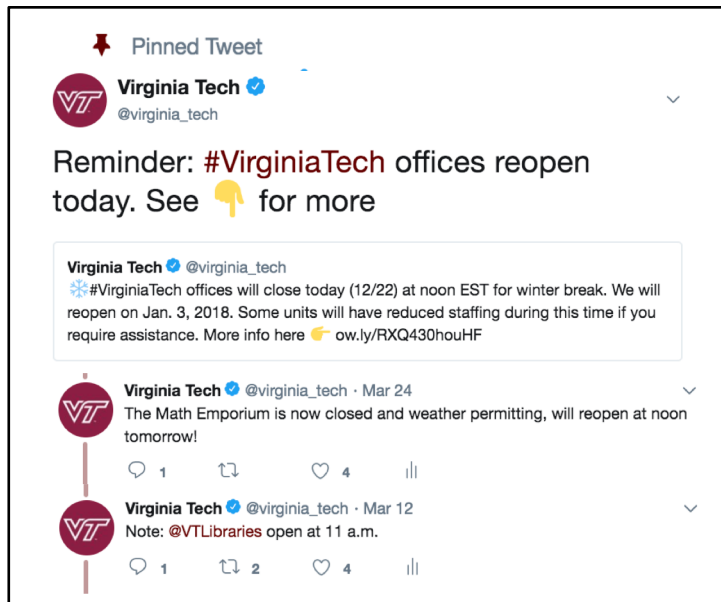 Pinned Tweet
VT
Virginia Tech
@virginia_tech
Reminder: #VirginiaTech offices reopen
today. See 👇 for more
Virginia Tech @virginia_tech
❄️#VirginiaTech offices will close today (12/22) at noon EST for winter break. We will
reopen on Jan. 3, 2018. Some units will have reduced staffing during this time if you
require assistance. More info here 👉 ow.ly/RXQ430houHF
VT
Virginia Tech @virginia_tech · Mar 24
The Math Emporium is now closed and weather permitting, will reopen at noon
tomorrow!
1 4
VT
Virginia Tech @virginia_tech · Mar 12
Note: @VTLibraries open at 11 a.m.
1 2 4